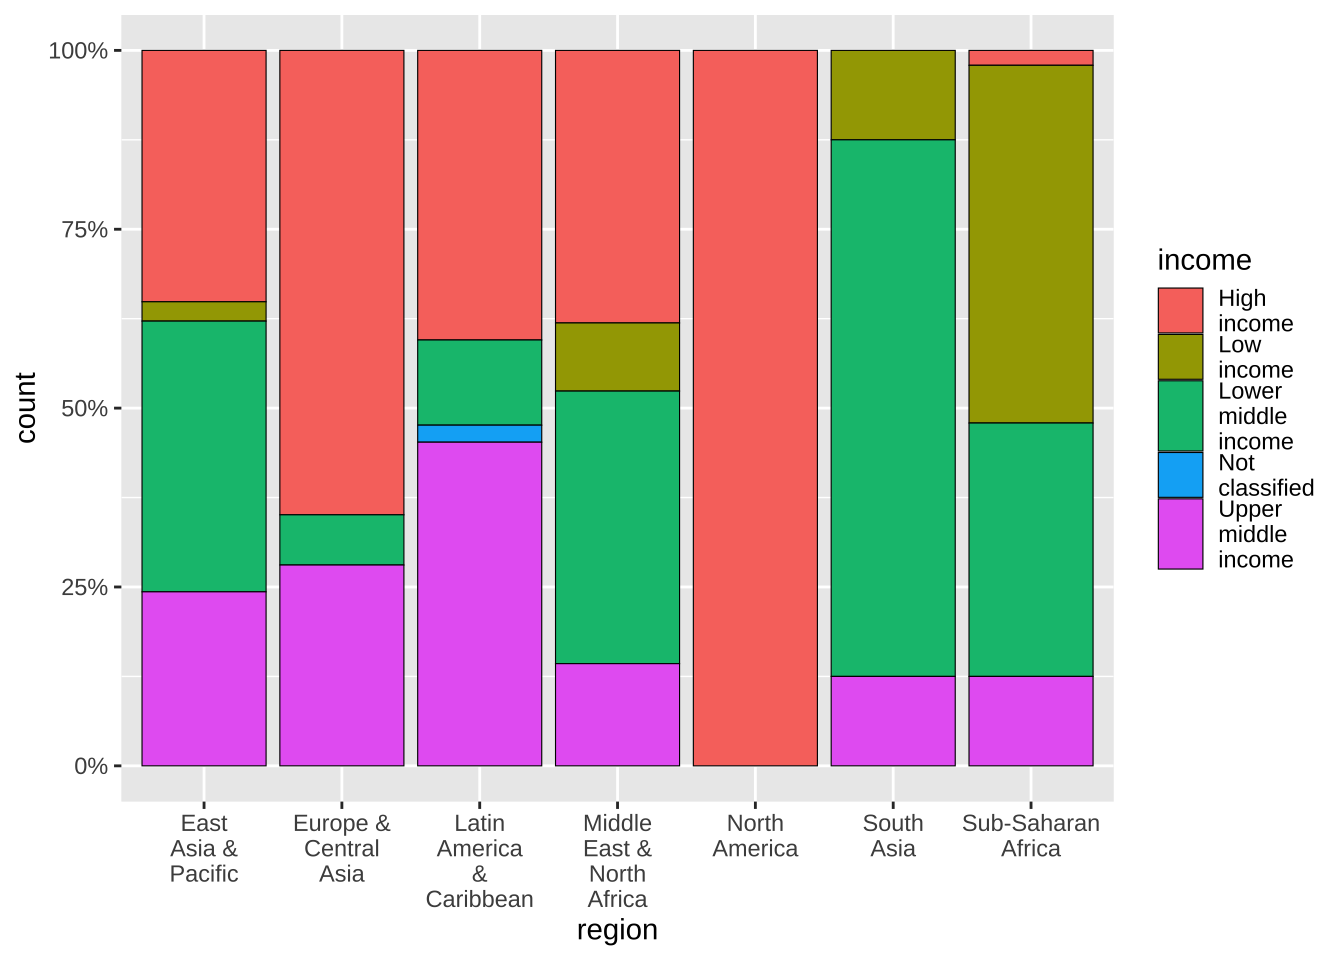 100%
75%
50%
25%
0%
count
East
Asia &
Pacific
Europe &
Central
Asia
Latin
America
&
Caribbean
Middle
East &
North
Africa
North
America
South
Asia
Sub-Saharan
Africa
region
income
High
income
Low
income
Lower
middle
income
Not
classified
Upper
middle
income